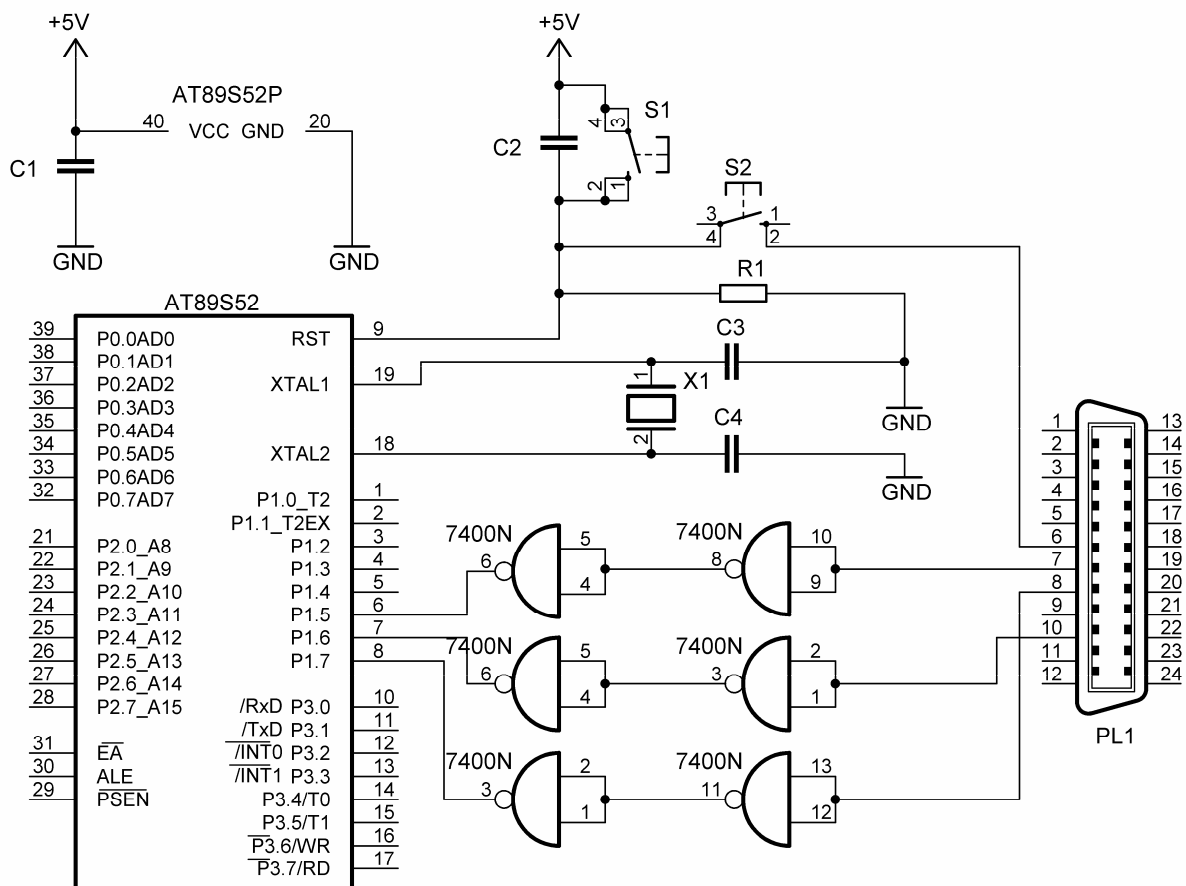 +5V
+5V
AT89S52P
40 VCC GND 20
C1
GND
GND
C2
4 3
S1
2 1
S2
3 1
4 2
R1
C3
1
X1
2
C4
GND
GND
AT89S52
39 P0.0AD0 RST 9
38 P0.1AD1
37 P0.2AD2 XTAL1 19
36 P0.3AD3
35 P0.4AD4
34 P0.5AD5 XTAL2 18
33 P0.6AD6
32 P0.7AD7 P1.0_T2 1
P1.1_T2EX 2
21 P2.0_A8 P1.2 3
22 P2.1_A9 P1.3 4
23 P2.2_A10 P1.4 5
24 P2.3_A11 P1.5 6
25 P2.4_A12 P1.6 7
26 P2.5_A13 P1.7 8
27 P2.6_A14
28 P2.7_A15 /RxD P3.0 10
/TxD P3.1 11
31 EA /INT0 P3.2 12
30 ALE /INT1 P3.3 13
29 PSEN P3.4/T0 14
P3.5/T1 15
P3.6/WR 16
P3.7/RD 17
7400N
6 5
4
7400N
8 10
9
7400N
6 5
4
7400N
3 2
1
7400N
3 2
1
7400N
11 13
12
1 13
2 14
3 15
4 16
5 17
6 18
7 19
8 20
9 21
10 22
11 23
12 24
PL1